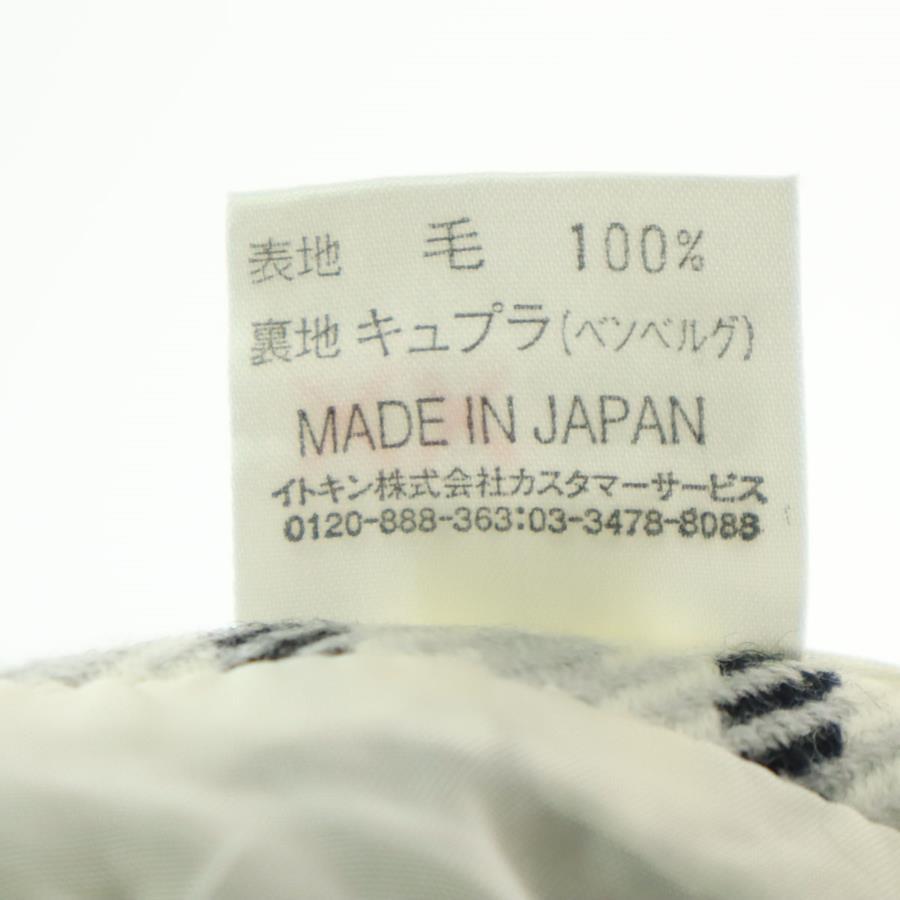 表地 毛 100%
裏地 キュプラ(ベンベルグ)
MADE IN JAPAN
イトキン株式会社カスタマーサービス
0120-888-363:03-3478-8088